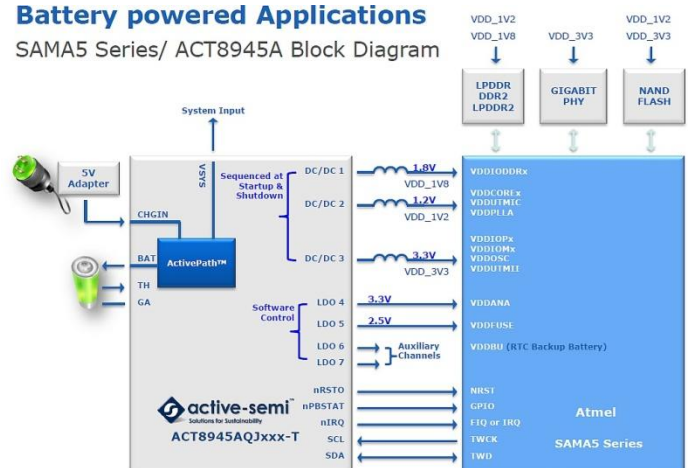 Battery powered Applications
SAMA5 Series/ ACT8945A Block Diagram
VDD_1V2
VDD_1V8
VDD_3V3
VDD_1V2
VDD_3V3
LPDDR
DDR2
LPDDR2
GIGABIT
PHY
NAND
FLASH
System Input
5V
Adapter
VSYS
Sequenced at
Startup &
Shutdown
DC/DC 1
1.8V
VDD_1V8
VDDIODDRx
DC/DC 2
1.2V
VDD_1V2
VDDCOREx
VDDUTMIC
VDDPLLA
CHGIN
BAT
ActivePath™
TH
GA
DC/DC 3
3.3V
VDD_3V3
VDDIOPx
VDDIOMx
VDDOSC
VDDUTMII
Software
Control
LDO 4
3.3V
VDDANA
LDO 5
2.5V
VDDFUSE
LDO 6
LDO 7
Auxiliary
Channels
VDDBU (RTC Backup Battery)
active-semi™
Solutions for Sustainability
ACT8945AQJxxx-T
nRSTO
NRST
nPBSTAT
GPIO
nIRQ
FIQ or IRQ
SCL
TWCK
SDA
TWD
Atmel
SAMA5 Series